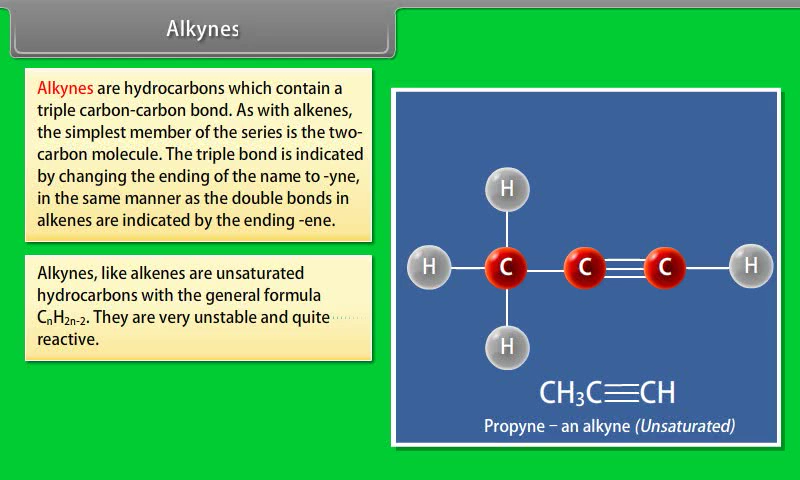 Alkynes
Alkynes are hydrocarbons which contain a
triple carbon-carbon bond. As with alkenes,
the simplest member of the series is the two-
carbon molecule. The triple bond is indicated
by changing the ending of the name to -yne,
in the same manner as the double bonds in
alkenes are indicated by the ending -ene.
Alkynes, like alkenes are unsaturated
hydrocarbons with the general formula
CₙH₂ₙ₋₂. They are very unstable and quite
reactive.
H
H C C C H
H
CH₃C≡CH
Propyne – an alkyne (Unsaturated)